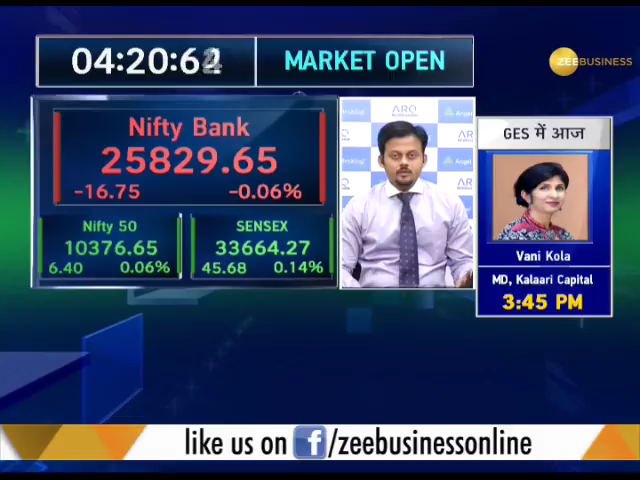 MARKET OPEN
ZEEBUSINESS
Nifty Bank
25829.65
-16.75 -0.06%
Nifty 50
10376.65
6.40 0.06%
SENSEX
33664.27
45.68 0.14%
ARQ
Angel
GES में आज
Vani Kola
MD, Kalaari Capital
3:45 PM
like us on f/zeebusinessonline